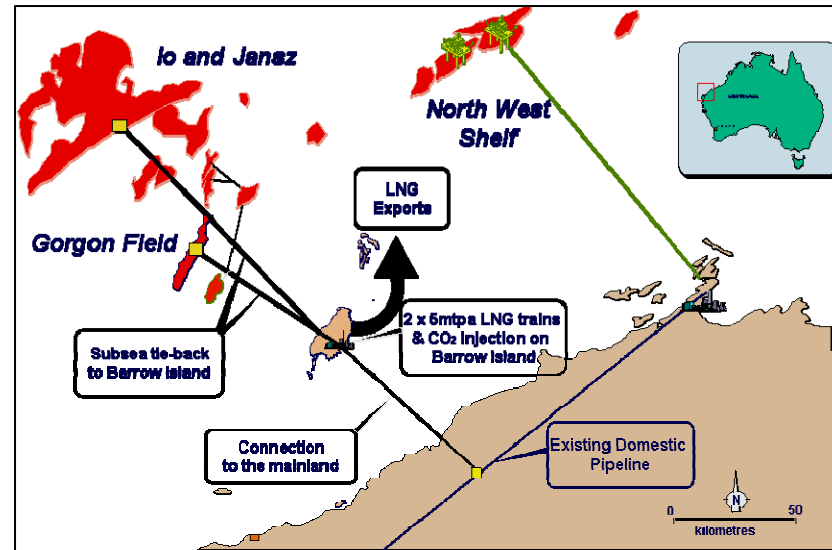 Io and Jansz
North West
Shelf
LNG
Exports
Gorgon Field
2 x 5mtpa LNG trains
& CO₂ injection on
Barrow Island
Subsea tie-back
to Barrow Island
Connection
to the mainland
Existing Domestic
Pipeline
N
0 50
kilometres